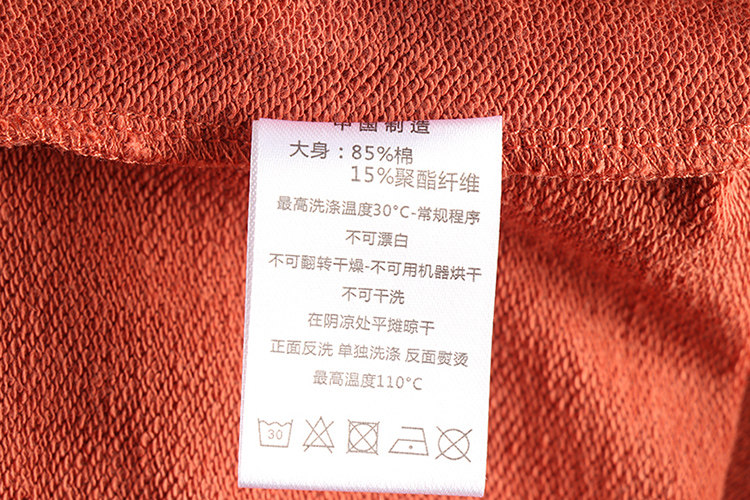 中国制造
大身：85%棉
15%聚酯纤维
最高洗涤温度30°C-常规程序
不可漂白
不可翻转干燥-不可用机器烘干
不可干洗
在阴凉处平摊晾干
正面反洗 单独洗涤 反面熨烫
最高温度110°C
30